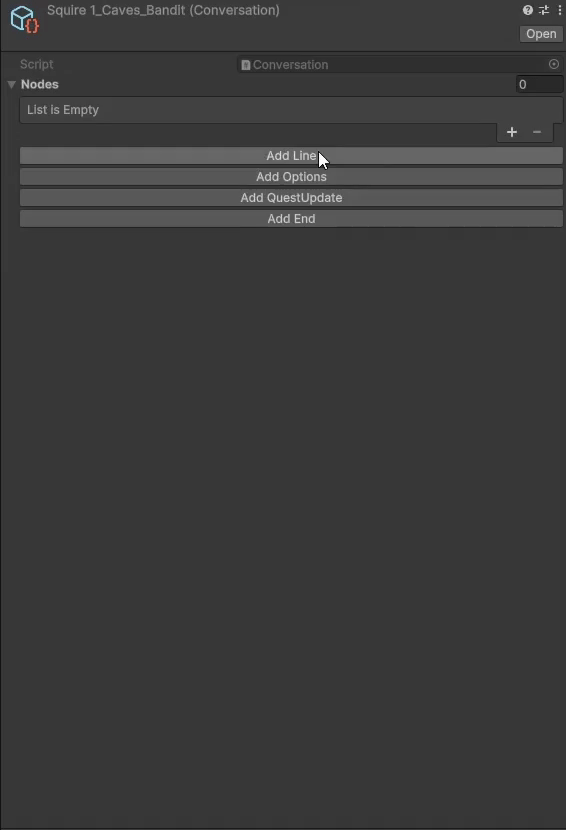 Squire 1_Caves_Bandit (Conversation)
Open
Script Conversation
Nodes 0
List is Empty
Add Line
Add Options
Add QuestUpdate
Add End